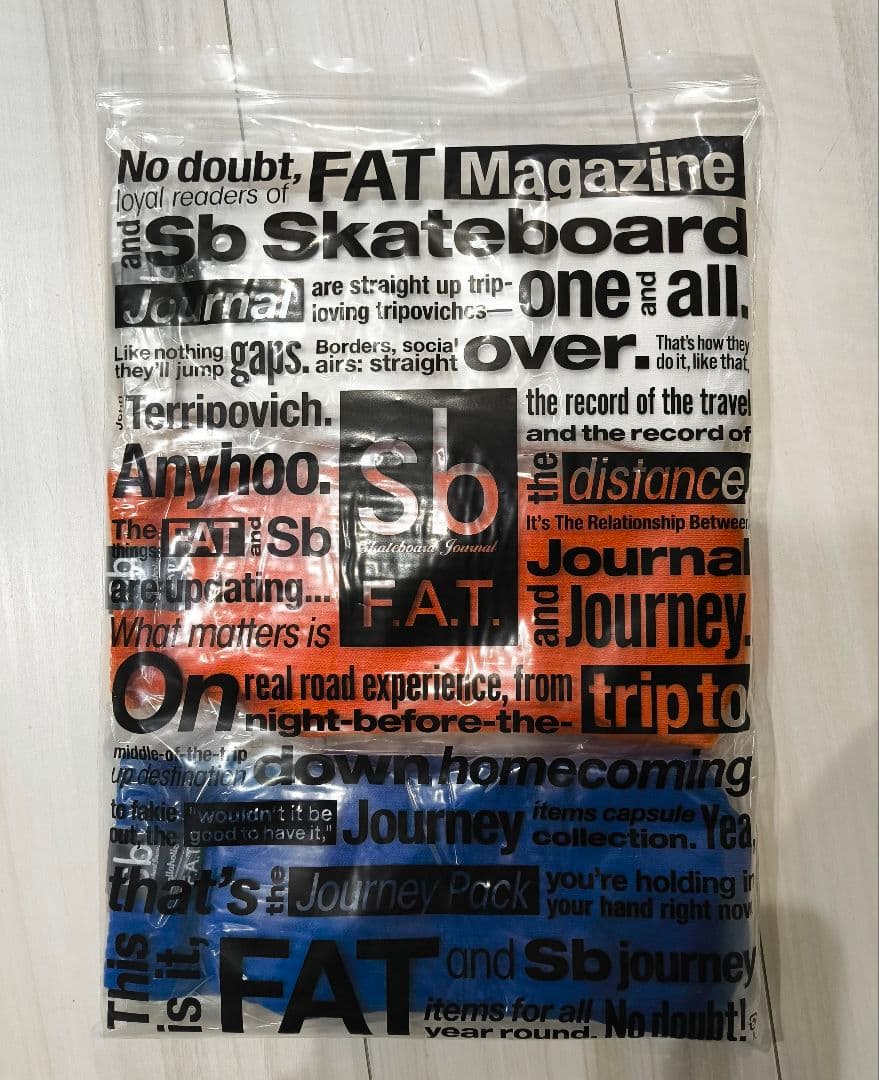 No doubt, FAT Magazine
loyal readers of
and Sb Skateboard
Journal are straight up trip-
loving tripoviches— one and all.
Like nothing gaps. Borders, social over. That's how they
they'll jump airs: straight do it, like that,
John Terripovich.
Anyhoo.
The FAT and Sb
things
are updating...
What matters is
Sb
Skateboard Journal
F.A.T.
the record of the travel
and the record of
the distance
It's The Relationship Between
Journal
and Journey.
On real road experience, from trip to
night-before-the-
middle-of-the-trip down homecoming
up destination
to fakie "wouldn't it be Journey items capsule Yea,
out, the good to have it," collection.
that's the Journey Pack you're holding in
your hand right now
This is it, FAT and Sb journey
items for all No doubt!
year round.